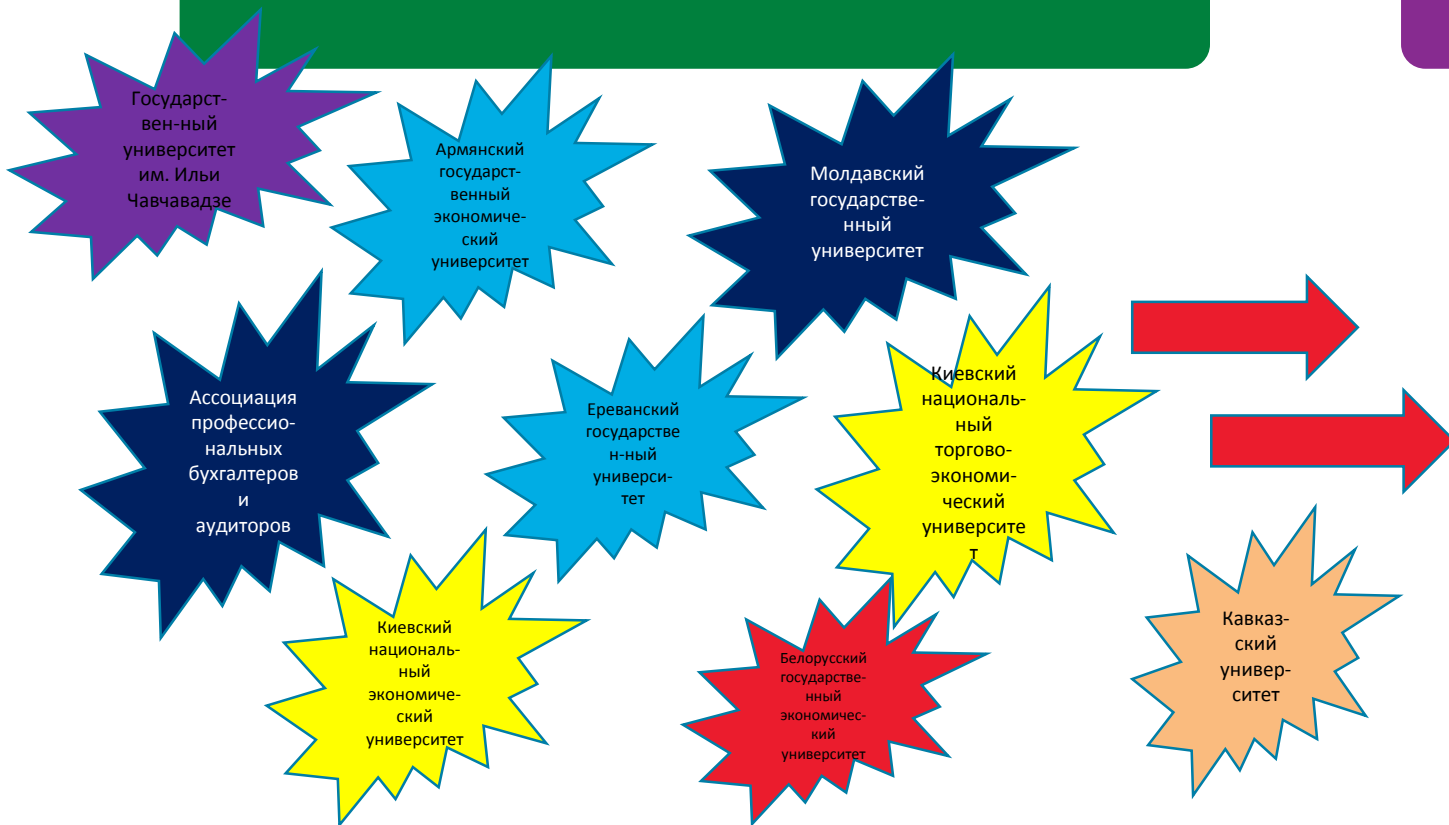 Государст-
вен-ный
университет
им. Ильи
Чавчавадзе
Армянский
государст-
венный
экономиче-
ский
университет
Молдавский
государстве-
нный
университет
Ассоциация
профессио-
нальных
бухгалтеров
и
аудиторов
Ереванский
государстве
н-ный
универси-
тет
Киевский
националь-
ный
торгово-
экономи-
ческий
университе
т
Киевский
националь-
ный
экономиче-
ский
университет
Белорусский
государстве-
нный
экономичес-
кий
университет
Кавказ-
ский
универ-
ситет